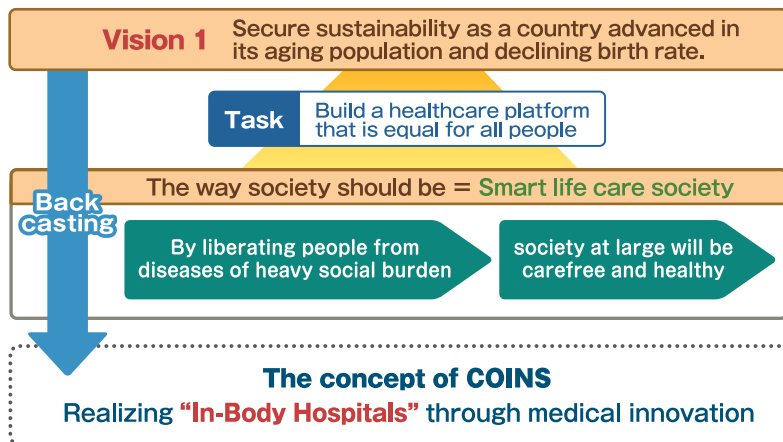 Vision 1
Secure sustainability as a country advanced in
its aging population and declining birth rate.
Task
Build a healthcare platform
that is equal for all people
The way society should be = Smart life care society
Back
casting
By liberating people from
diseases of heavy social burden
society at large will be
carefree and healthy
The concept of COINS
Realizing “In-Body Hospitals” through medical innovation